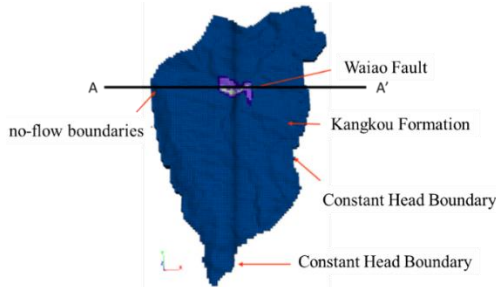 Waiao Fault
A
A'
Kangkou Formation
no-flow boundaries
Constant Head Boundary
Constant Head Boundary